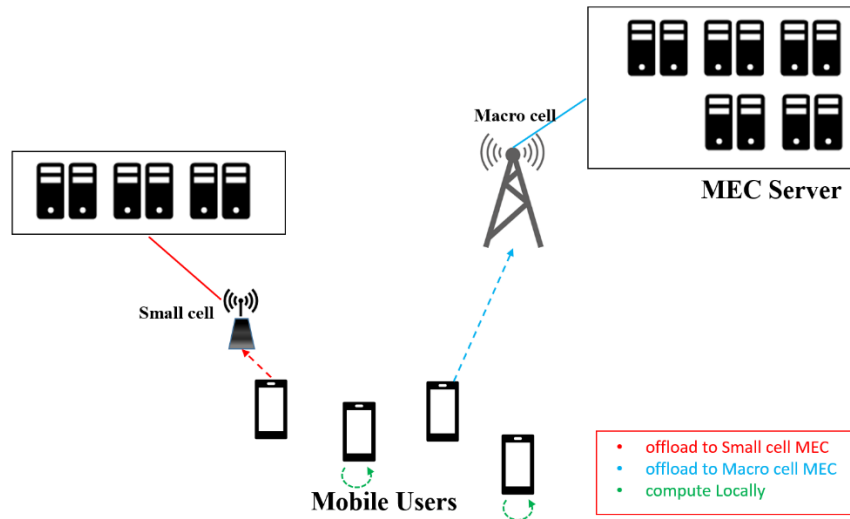 Macro cell
MEC Server
Small cell
Mobile Users
• offload to Small cell MEC
• offload to Macro cell MEC
• compute Locally